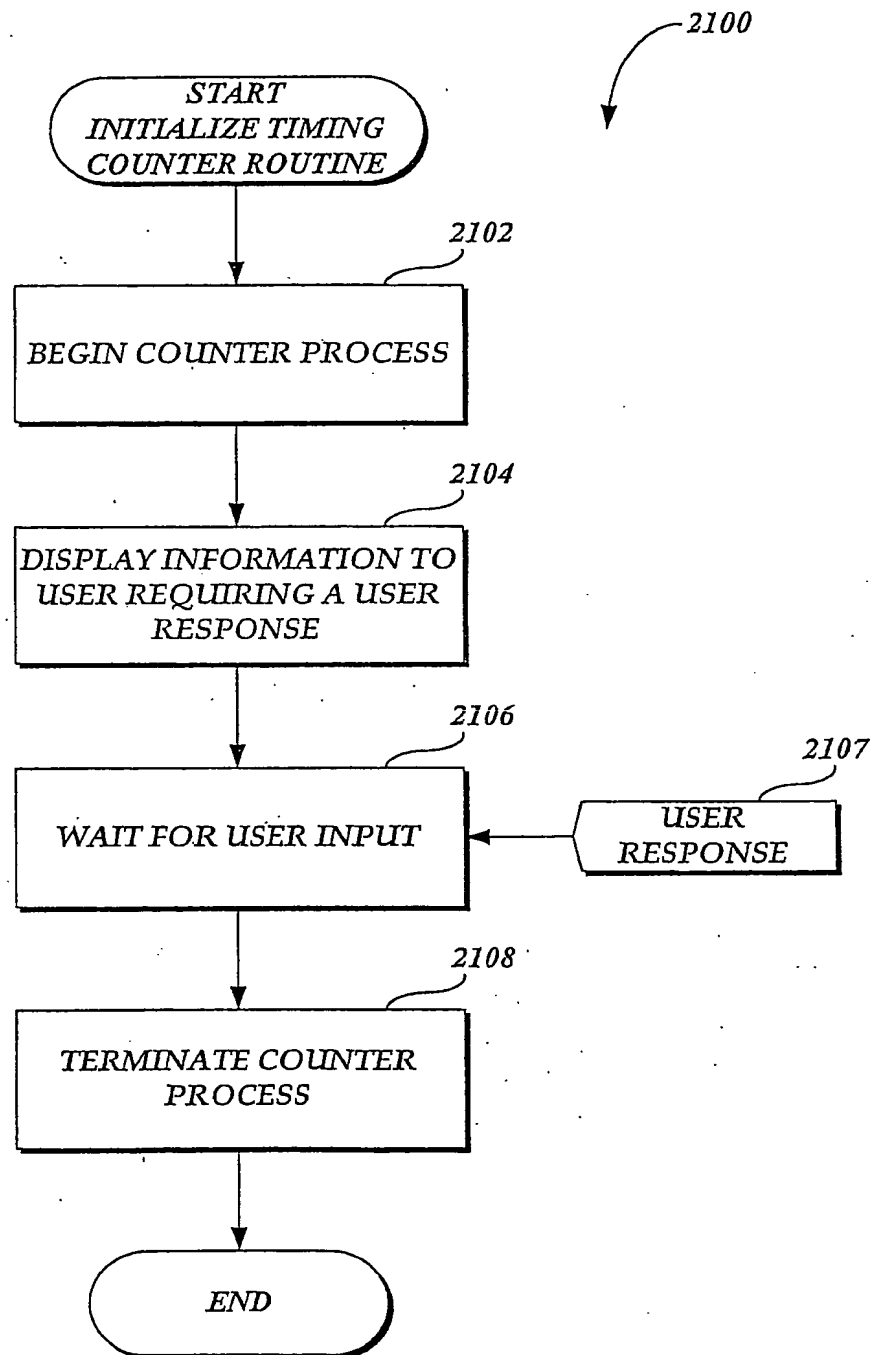 2100
START
INITIALIZE TIMING
COUNTER ROUTINE
2102
BEGIN COUNTER PROCESS
2104
DISPLAY INFORMATION TO
USER REQUIRING A USER
RESPONSE
2106
WAIT FOR USER INPUT
2107
USER
RESPONSE
2108
TERMINATE COUNTER
PROCESS
END